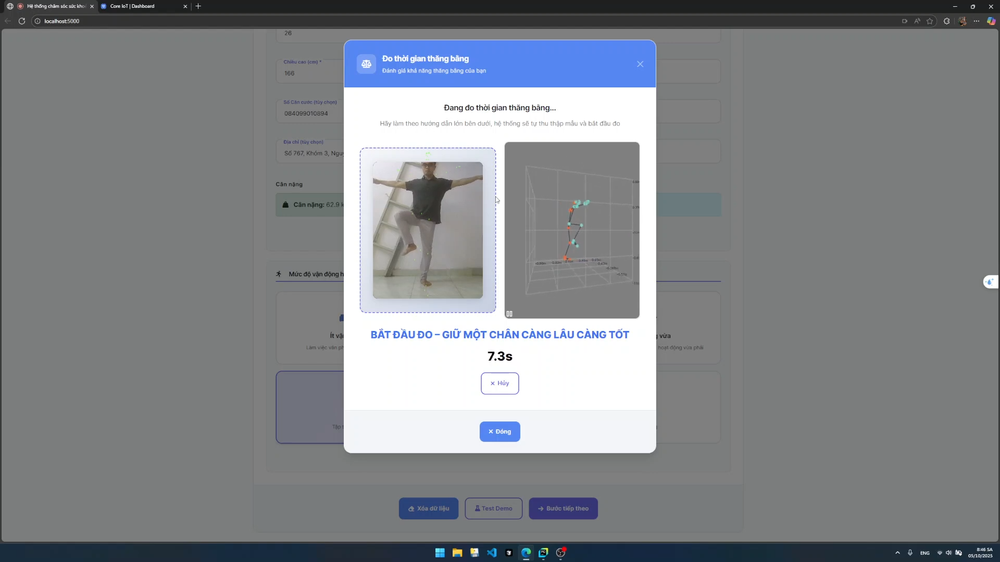 Hệ thống chăm sóc sức kho
Core IoT | Dashboard
localhost:5000
26
Chiều cao (cm) *
166
Số Căn cước (tùy chọn)
084099010894
Địa chỉ (tùy chọn)
Số 767, Khóm 3, Nguy
Cân nặng
Cân nặng: 62.9 k
Mức độ vận động h
Ít vậ
Làm việc văn ph
Tập t
g vừa
hoạt động vừa phải
Đo thời gian thăng bằng
Đánh giá khả năng thăng bằng của bạn
Đang đo thời gian thăng bằng...
Hãy làm theo hướng dẫn lớn bên dưới, hệ thống sẽ tự thu thập mẫu và bắt đầu đo
BẮT ĐẦU ĐO – GIỮ MỘT CHÂN CÀNG LÂU CÀNG TỐT
7.3s
Hủy
Đóng
Xóa dữ liệu
Test Demo
Bước tiếp theo
ENG
8:46 SA
05/10/2025